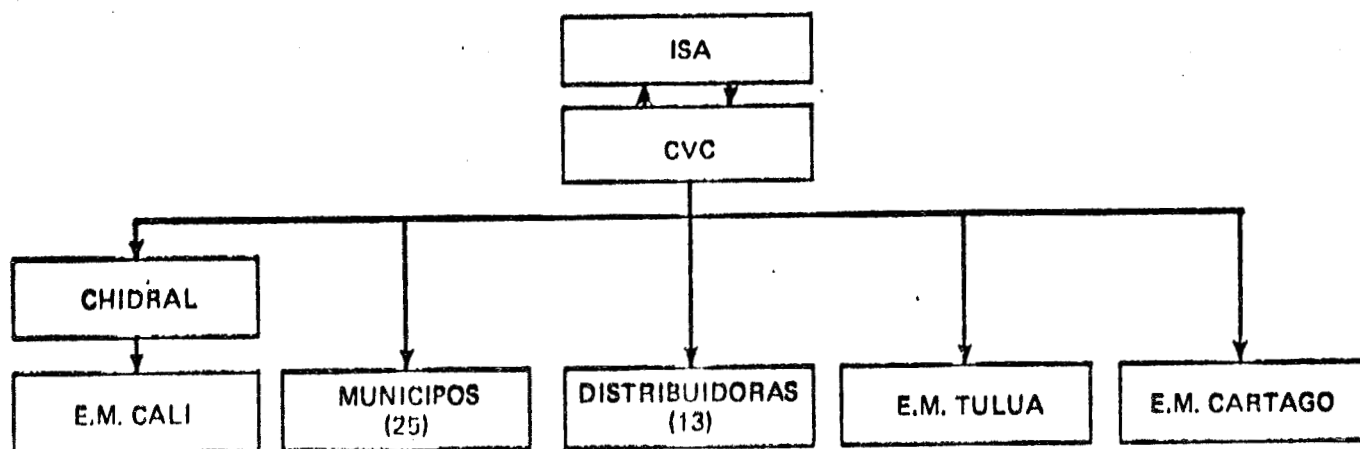 ISA
CVC
CHIDRAL
E.M. CALI
MUNICIPOS
(25)
DISTRIBUIDORAS
(13)
E.M. TULUA
E.M. CARTAGO